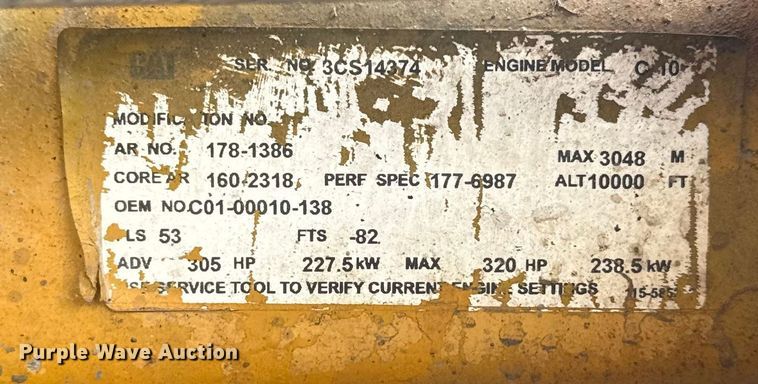 CAT SER. NO. 3CS14374 ENGINE MODEL C-10
NO.
AR NO. 178-1386 MAX 3048 M
CORE AR 160-2318 PERF SPEC 177-6987 ALT 10000 FT
OEM NO. C01-00010-138
LS 53 FTS -82
ADV 305 HP 227.5 kW MAX 320 HP 238.5 kW
SERVICE TOOL TO VERIFY CURRENT SETTINGS
Purple Wave Auction